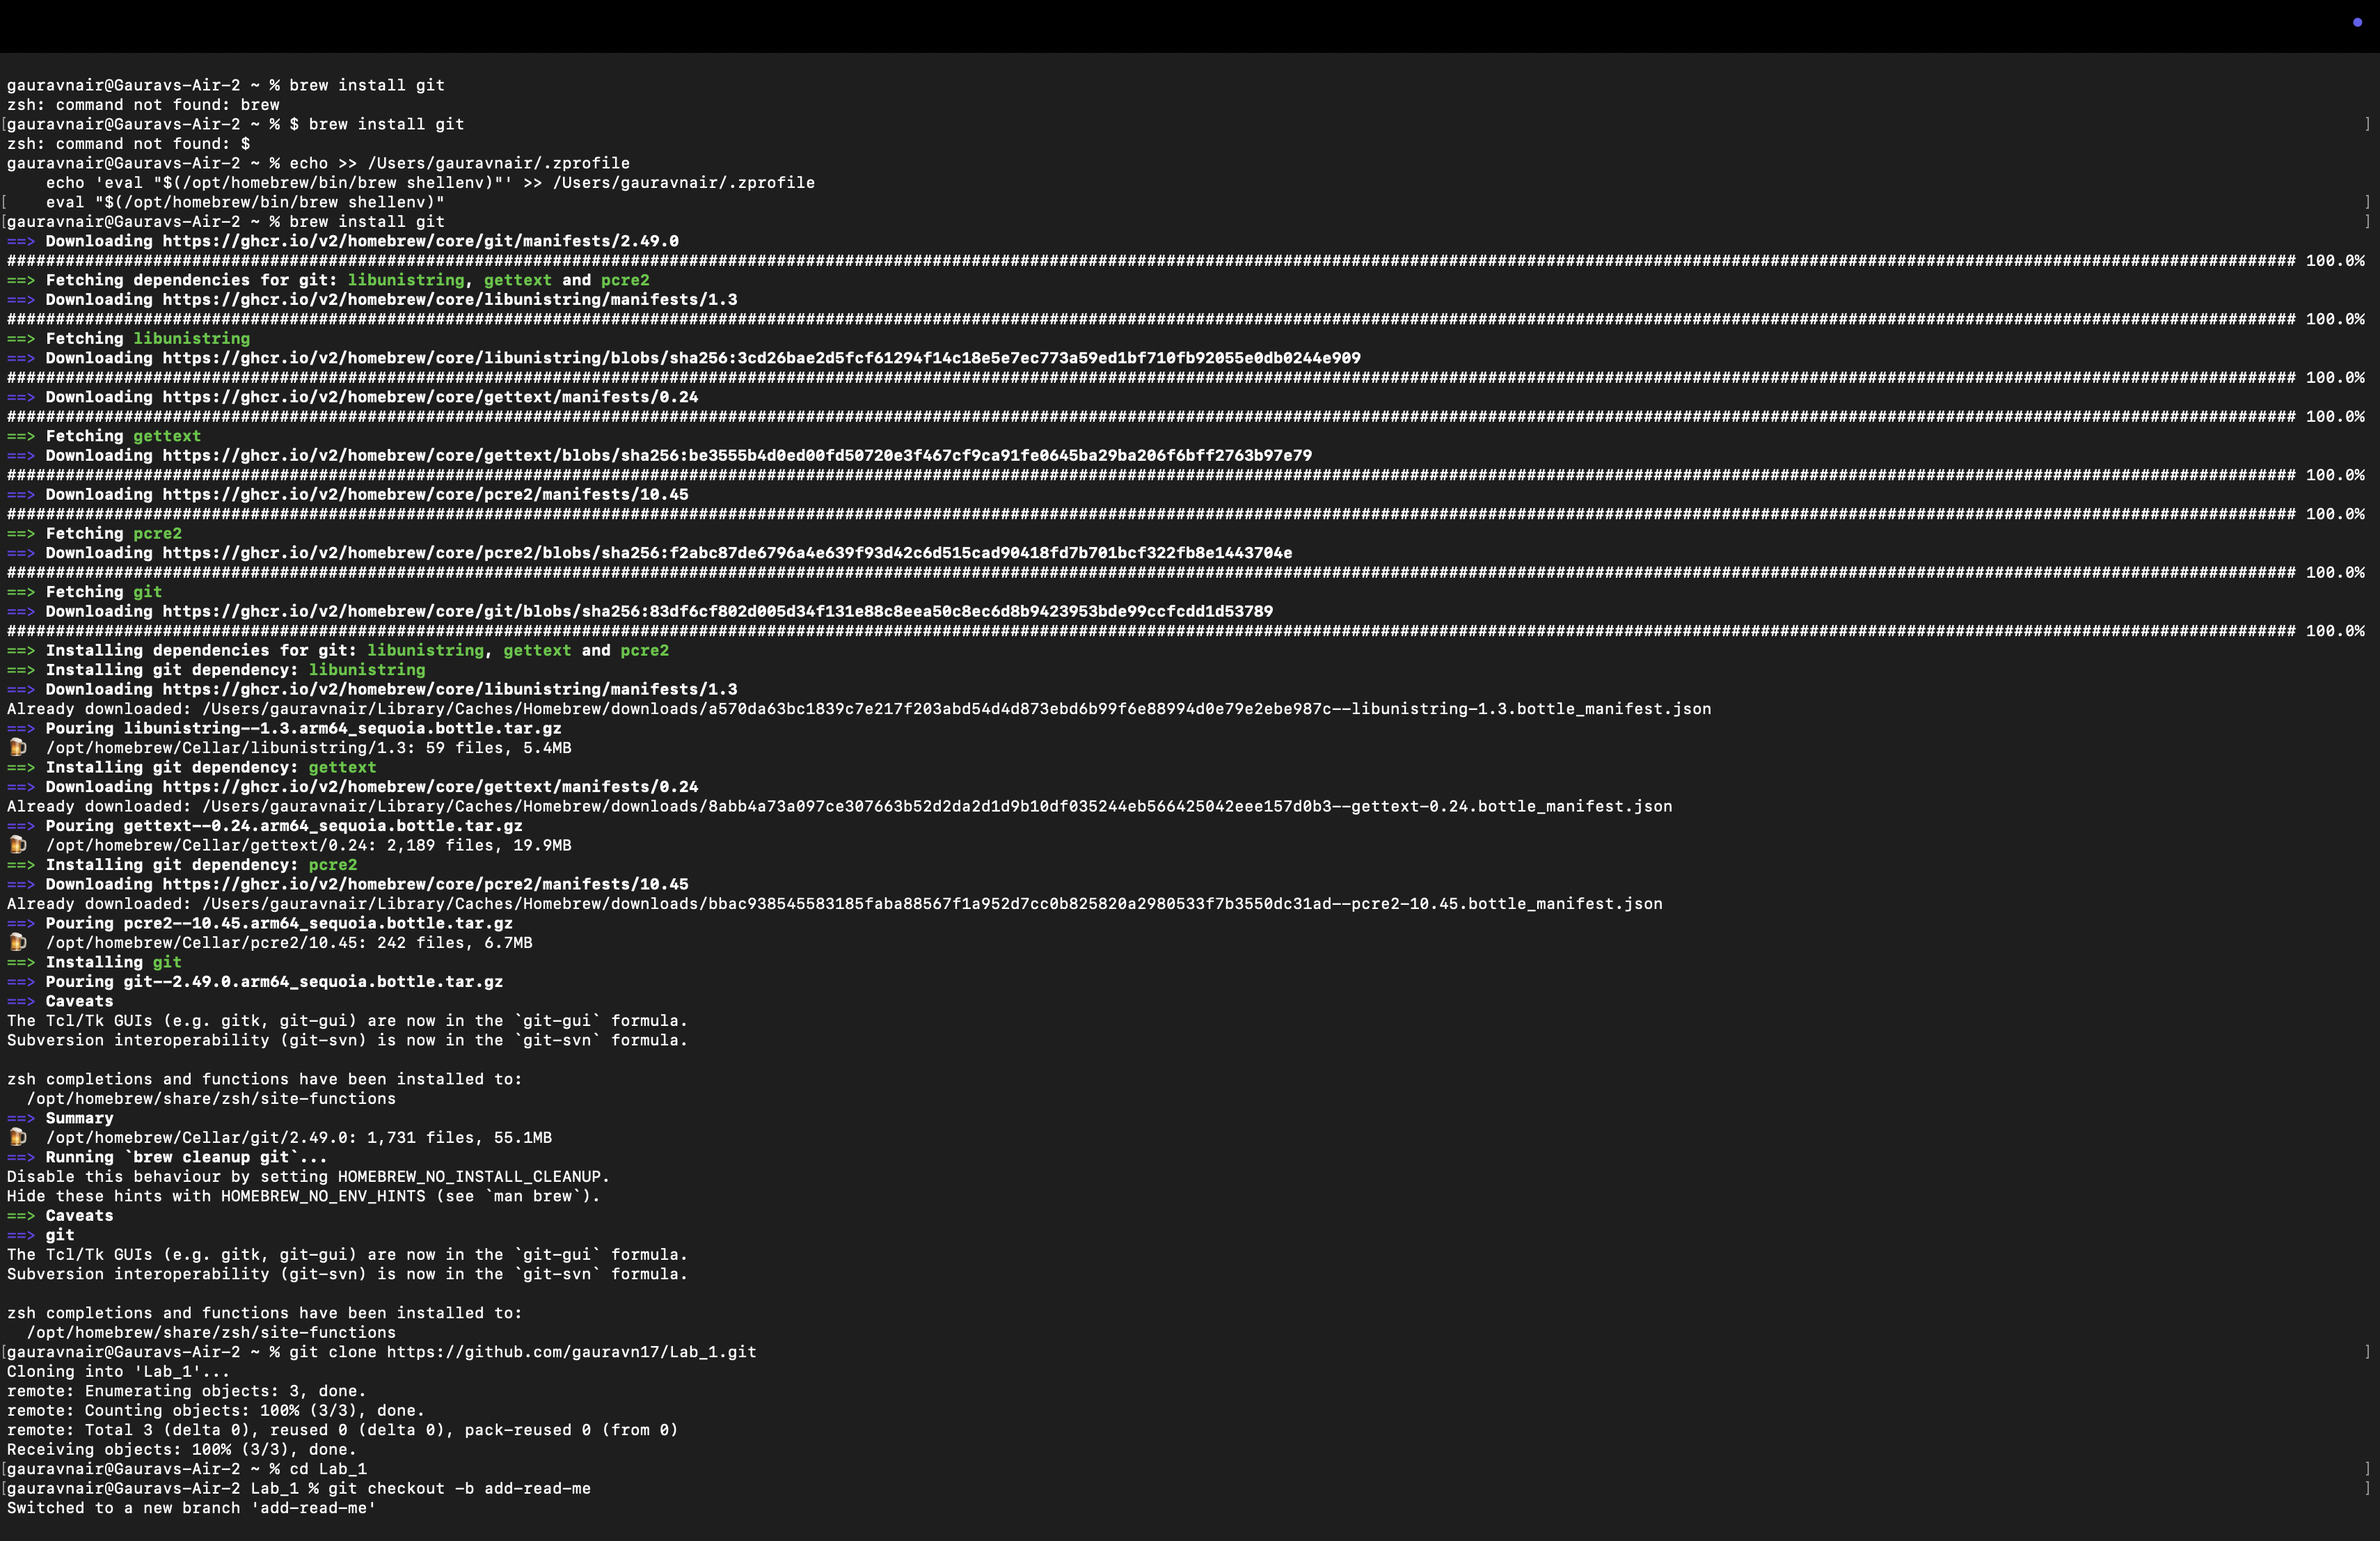 gauravnair@Gauravs-Air-2 ~ % brew install git
zsh: command not found: brew
[gauravnair@Gauravs-Air-2 ~ % $ brew install git ]
zsh: command not found: $
gauravnair@Gauravs-Air-2 ~ % echo >> /Users/gauravnair/.zprofile
    echo 'eval "$(/opt/homebrew/bin/brew shellenv)"' >> /Users/gauravnair/.zprofile
[    eval "$(/opt/homebrew/bin/brew shellenv)" ]
[gauravnair@Gauravs-Air-2 ~ % brew install git ]
==> Downloading https://ghcr.io/v2/homebrew/core/git/manifests/2.49.0
######################################################################## 100.0%
==> Fetching dependencies for git: libunistring, gettext and pcre2
==> Downloading https://ghcr.io/v2/homebrew/core/libunistring/manifests/1.3
######################################################################## 100.0%
==> Fetching libunistring
==> Downloading https://ghcr.io/v2/homebrew/core/libunistring/blobs/sha256:3cd26bae2d5fcf61294f14c18e5e7ec773a59ed1bf710fb92055e0db0244e909
######################################################################## 100.0%
==> Downloading https://ghcr.io/v2/homebrew/core/gettext/manifests/0.24
######################################################################## 100.0%
==> Fetching gettext
==> Downloading https://ghcr.io/v2/homebrew/core/gettext/blobs/sha256:be3555b4d0ed00fd50720e3f467cf9ca91fe0645ba29ba206f6bff2763b97e79
######################################################################## 100.0%
==> Downloading https://ghcr.io/v2/homebrew/core/pcre2/manifests/10.45
######################################################################## 100.0%
==> Fetching pcre2
==> Downloading https://ghcr.io/v2/homebrew/core/pcre2/blobs/sha256:f2abc87de6796a4e639f93d42c6d515cad90418fd7b701bcf322fb8e1443704e
######################################################################## 100.0%
==> Fetching git
==> Downloading https://ghcr.io/v2/homebrew/core/git/blobs/sha256:83df6cf802d005d34f131e88c8eea50c8ec6d8b9423953bde99ccfcdd1d53789
######################################################################## 100.0%
==> Installing dependencies for git: libunistring, gettext and pcre2
==> Installing git dependency: libunistring
==> Downloading https://ghcr.io/v2/homebrew/core/libunistring/manifests/1.3
Already downloaded: /Users/gauravnair/Library/Caches/Homebrew/downloads/a570da63bc1839c7e217f203abd54d4d873ebd6b99f6e88994d0e79e2ebe987c--libunistring-1.3.bottle_manifest.json
==> Pouring libunistring--1.3.arm64_sequoia.bottle.tar.gz
🍺  /opt/homebrew/Cellar/libunistring/1.3: 59 files, 5.4MB
==> Installing git dependency: gettext
==> Downloading https://ghcr.io/v2/homebrew/core/gettext/manifests/0.24
Already downloaded: /Users/gauravnair/Library/Caches/Homebrew/downloads/8abb4a73a097ce307663b52d2da2d1d9b10df035244eb566425042eee157d0b3--gettext-0.24.bottle_manifest.json
==> Pouring gettext--0.24.arm64_sequoia.bottle.tar.gz
🍺  /opt/homebrew/Cellar/gettext/0.24: 2,189 files, 19.9MB
==> Installing git dependency: pcre2
==> Downloading https://ghcr.io/v2/homebrew/core/pcre2/manifests/10.45
Already downloaded: /Users/gauravnair/Library/Caches/Homebrew/downloads/bbac938545583185faba88567f1a952d7cc0b825820a2980533f7b3550dc31ad--pcre2-10.45.bottle_manifest.json
==> Pouring pcre2--10.45.arm64_sequoia.bottle.tar.gz
🍺  /opt/homebrew/Cellar/pcre2/10.45: 242 files, 6.7MB
==> Installing git
==> Pouring git--2.49.0.arm64_sequoia.bottle.tar.gz
==> Caveats
The Tcl/Tk GUIs (e.g. gitk, git-gui) are now in the `git-gui` formula.
Subversion interoperability (git-svn) is now in the `git-svn` formula.
zsh completions and functions have been installed to:
  /opt/homebrew/share/zsh/site-functions
==> Summary
🍺  /opt/homebrew/Cellar/git/2.49.0: 1,731 files, 55.1MB
==> Running `brew cleanup git`...
Disable this behaviour by setting HOMEBREW_NO_INSTALL_CLEANUP.
Hide these hints with HOMEBREW_NO_ENV_HINTS (see `man brew`).
==> Caveats
==> git
The Tcl/Tk GUIs (e.g. gitk, git-gui) are now in the `git-gui` formula.
Subversion interoperability (git-svn) is now in the `git-svn` formula.
zsh completions and functions have been installed to:
  /opt/homebrew/share/zsh/site-functions
[gauravnair@Gauravs-Air-2 ~ % git clone https://github.com/gauravn17/Lab_1.git ]
Cloning into 'Lab_1'...
remote: Enumerating objects: 3, done.
remote: Counting objects: 100% (3/3), done.
remote: Total 3 (delta 0), reused 0 (delta 0), pack-reused 0 (from 0)
Receiving objects: 100% (3/3), done.
[gauravnair@Gauravs-Air-2 ~ % cd Lab_1 ]
[gauravnair@Gauravs-Air-2 Lab_1 % git checkout -b add-read-me ]
Switched to a new branch 'add-read-me'